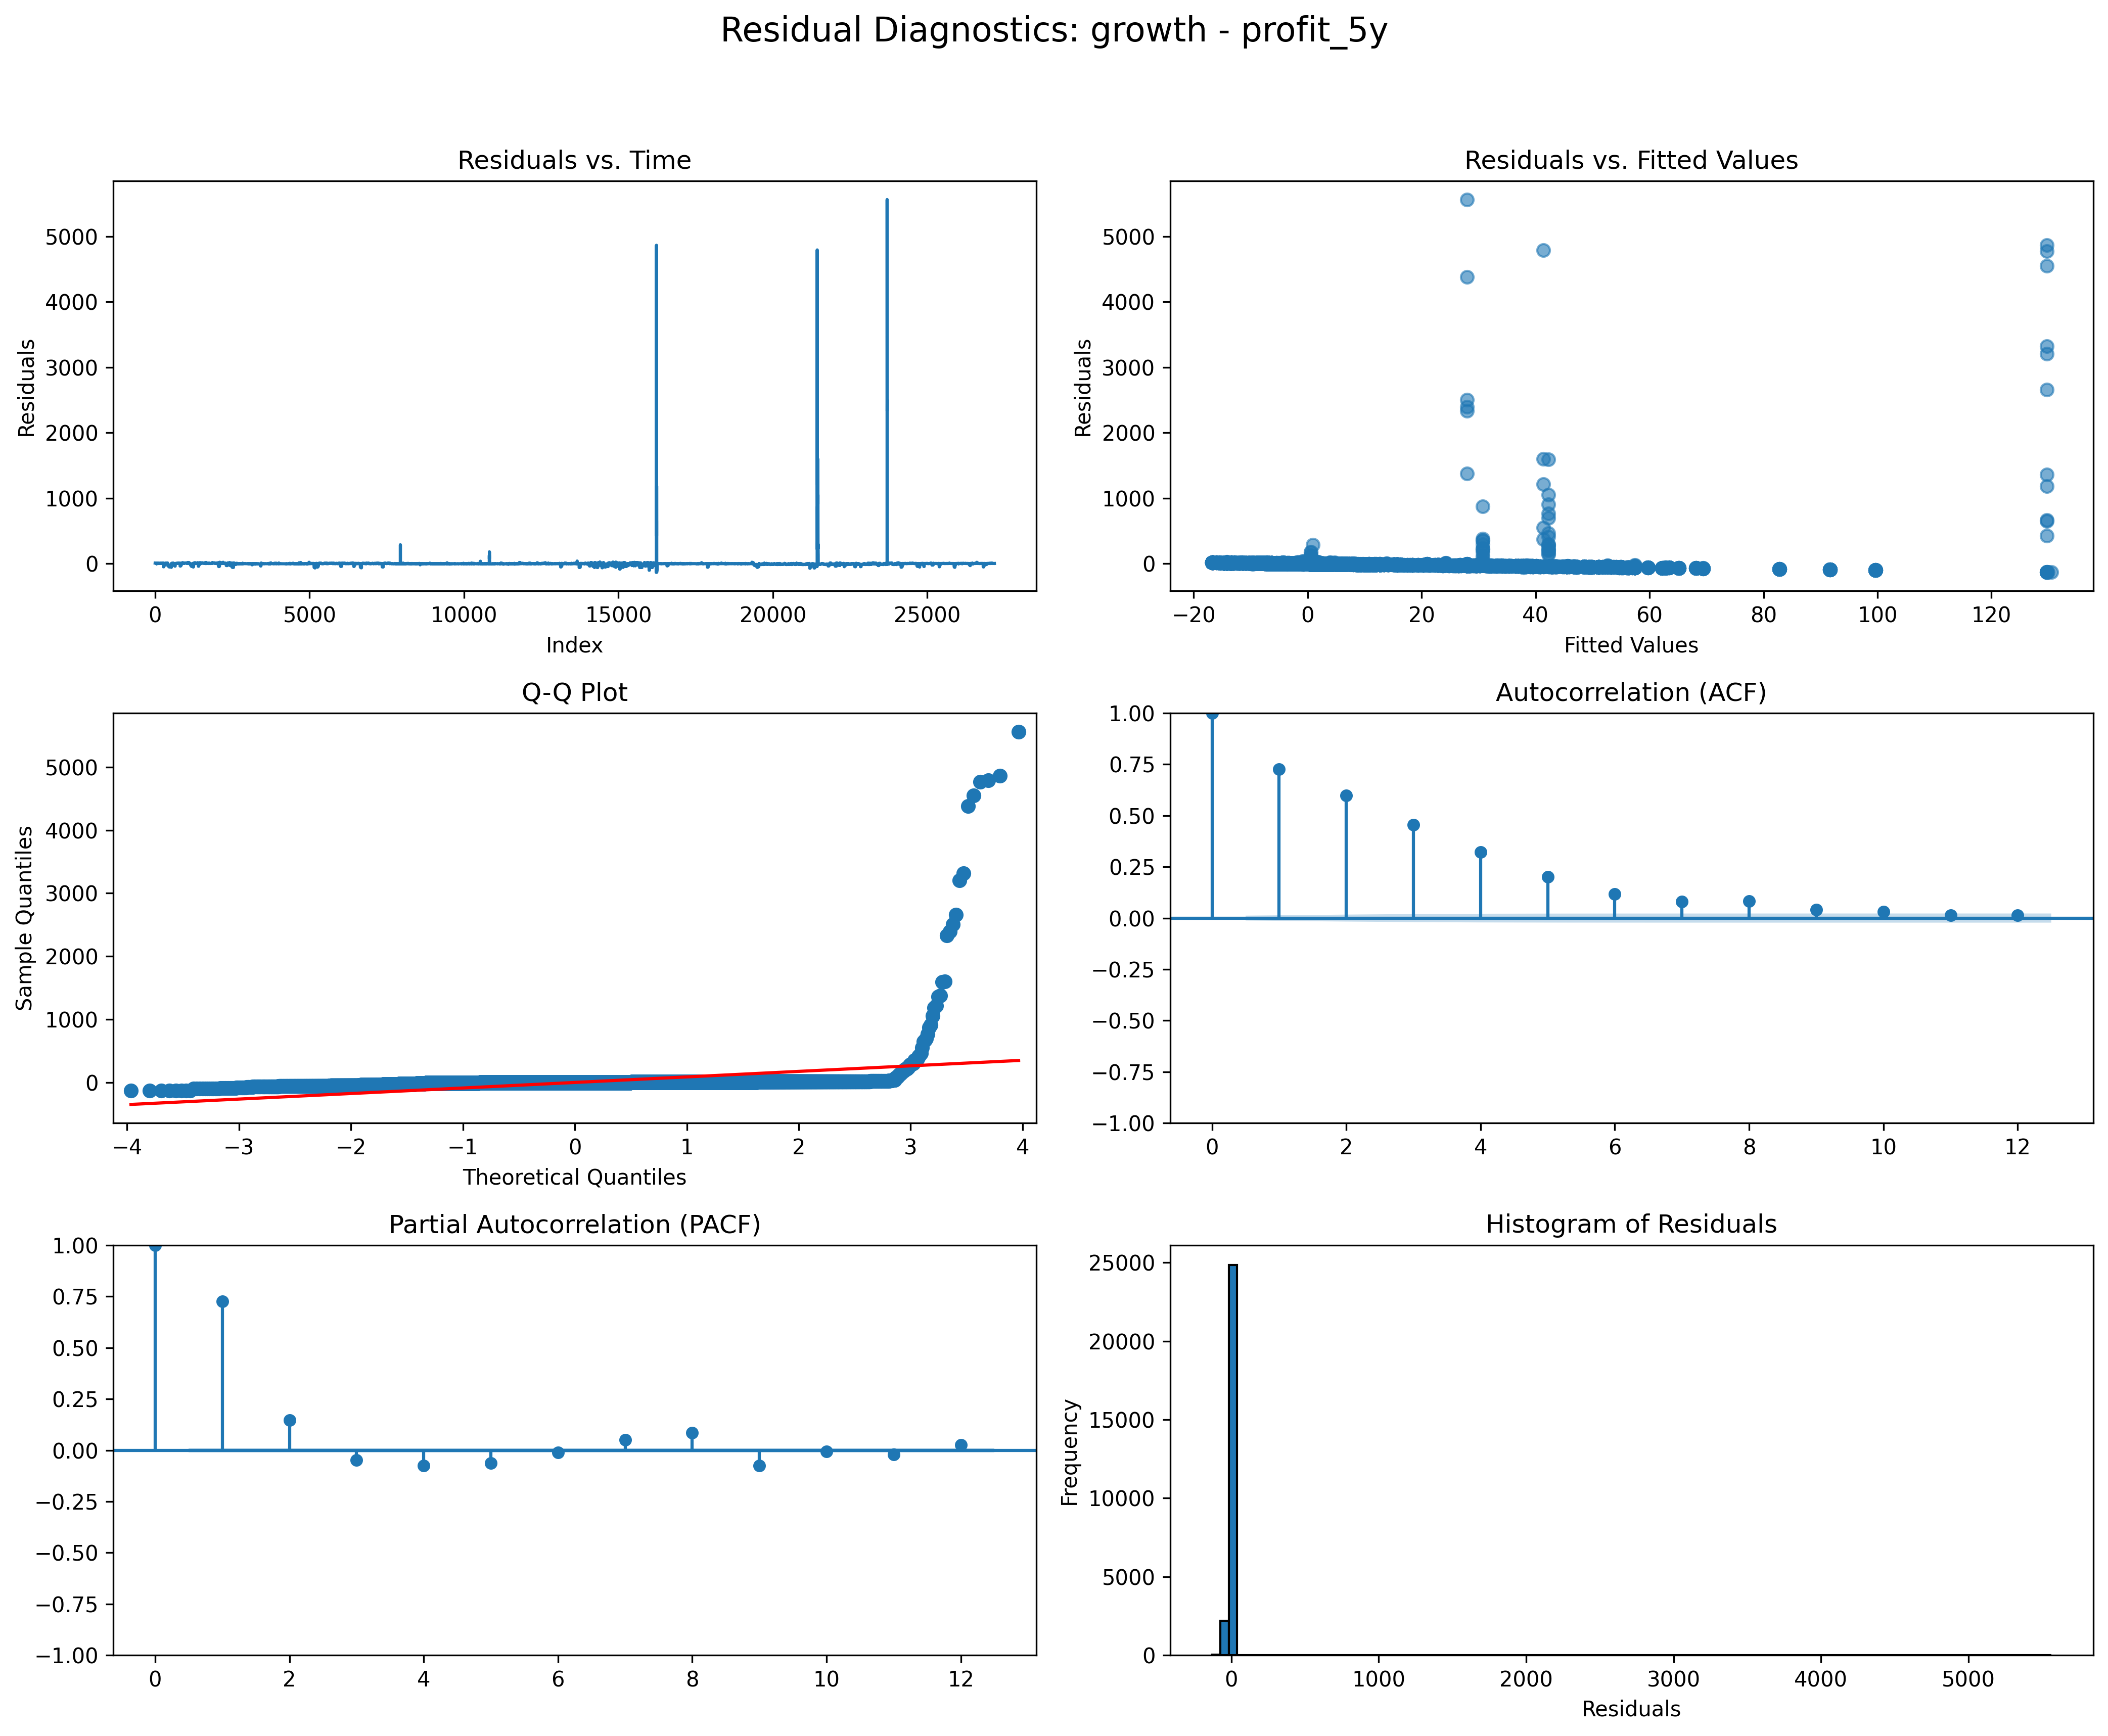 Residual Diagnostics: growth - profit_5y
Residuals vs. Time
Residuals
5000
4000
3000
2000
1000
0
0 5000 10000 15000 20000 25000
Index
Residuals vs. Fitted Values
Residuals
5000
4000
3000
2000
1000
0
−20 0 20 40 60 80 100 120
Fitted Values
Q-Q Plot
Sample Quantiles
5000
4000
3000
2000
1000
0
−4 −3 −2 −1 0 1 2 3 4
Theoretical Quantiles
Autocorrelation (ACF)
1.00
0.75
0.50
0.25
0.00
−0.25
−0.50
−0.75
−1.00
0 2 4 6 8 10 12
Partial Autocorrelation (PACF)
1.00
0.75
0.50
0.25
0.00
−0.25
−0.50
−0.75
−1.00
0 2 4 6 8 10 12
Histogram of Residuals
Frequency
25000
20000
15000
10000
5000
0
0 1000 2000 3000 4000 5000
Residuals